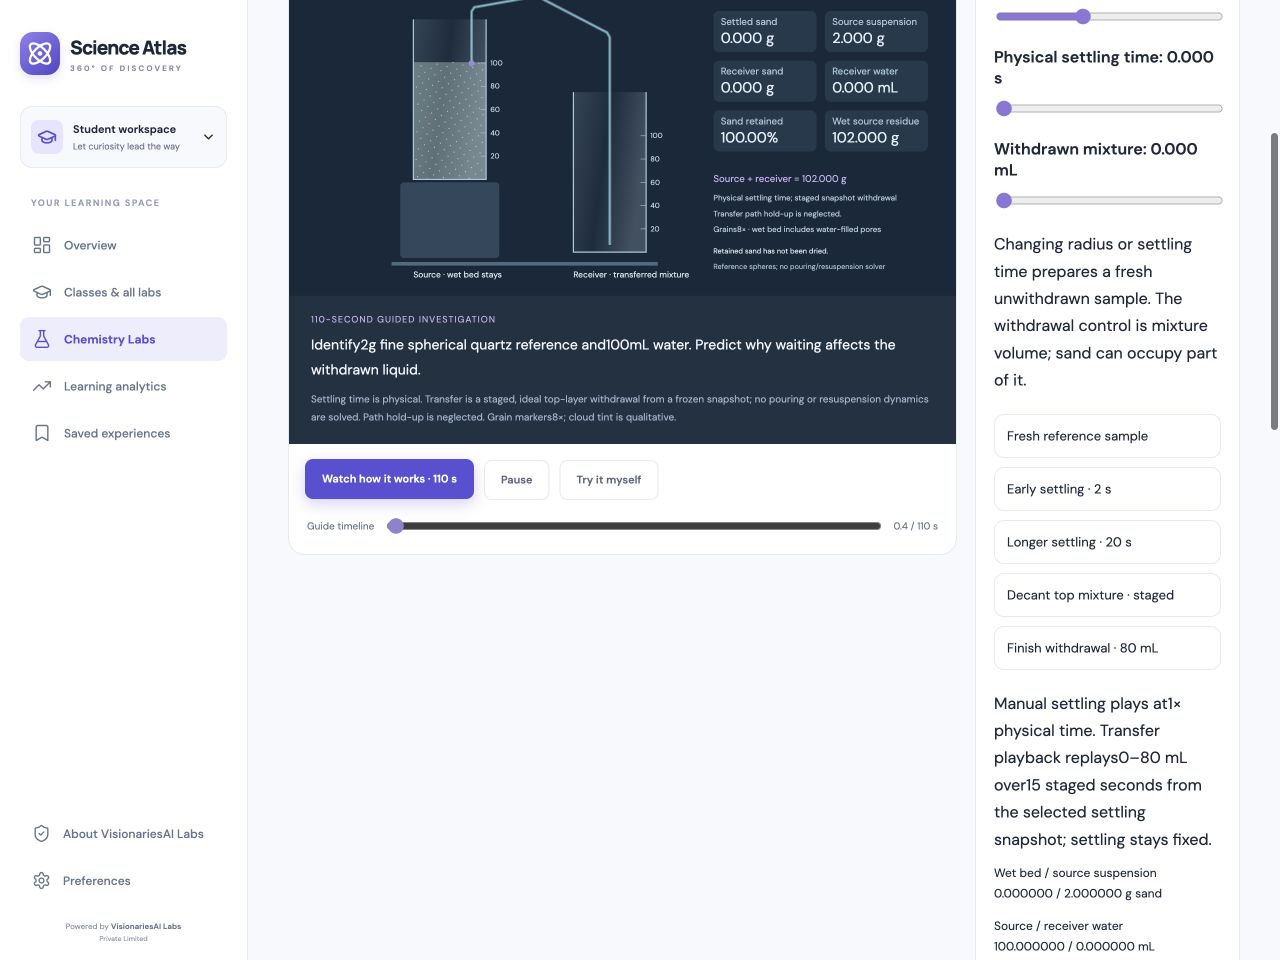 Science Atlas
360° OF DISCOVERY
Student workspace
Let curiosity lead the way
YOUR LEARNING SPACE
Overview
Classes & all labs
Chemistry Labs
Learning analytics
Saved experiences
About VisionariesAI Labs
Preferences
Powered by VisionariesAI Labs
Private Limited
100
80
60
40
20
100
80
60
40
20
Source · wet bed stays
Receiver · transferred mixture
Settled sand
0.000 g
Source suspension
2.000 g
Receiver sand
0.000 g
Receiver water
0.000 mL
Sand retained
100.00%
Wet source residue
102.000 g
Source + receiver = 102.000 g
Physical settling time; staged snapshot withdrawal
Transfer path hold-up is neglected.
Grains8× · wet bed includes water-filled pores
Retained sand has not been dried.
Reference spheres; no pouring/resuspension solver
110-SECOND GUIDED INVESTIGATION
Identify2g fine spherical quartz reference and100mL water. Predict why waiting affects the
withdrawn liquid.
Settling time is physical. Transfer is a staged, ideal top-layer withdrawal from a frozen snapshot; no pouring or resuspension dynamics
are solved. Path hold-up is neglected. Grain markers8×; cloud tint is qualitative.
Watch how it works · 110 s
Pause
Try it myself
Guide timeline
0.4 / 110 s
Physical settling time: 0.000
s
Withdrawn mixture: 0.000
mL
Changing radius or settling
time prepares a fresh
unwithdrawn sample. The
withdrawal control is mixture
volume; sand can occupy part
of it.
Fresh reference sample
Early settling · 2 s
Longer settling · 20 s
Decant top mixture · staged
Finish withdrawal · 80 mL
Manual settling plays at1×
physical time. Transfer
playback replays0–80 mL
over15 staged seconds from
the selected settling
snapshot; settling stays fixed.
Wet bed / source suspension
0.000000 / 2.000000 g sand
Source / receiver water
100.000000 / 0.000000 mL